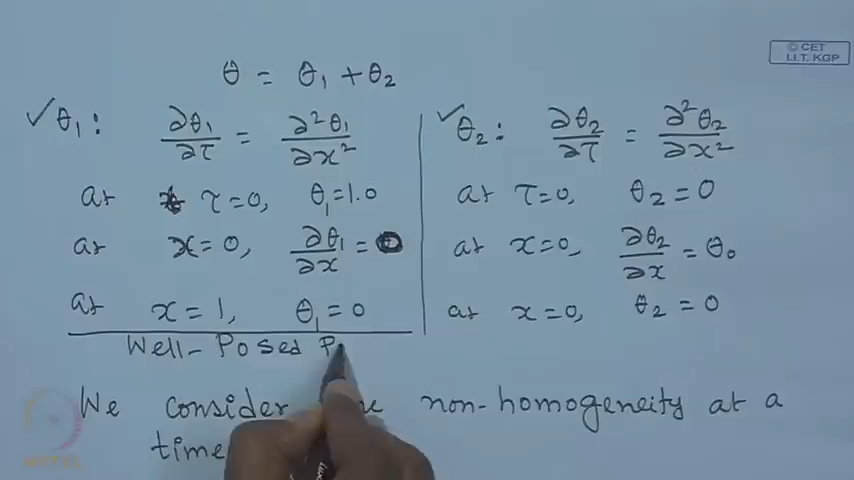 © CET
I.I.T. KGP
θ = θ₁ + θ₂
✓θ₁: ∂θ₁/∂τ = ∂²θ₁/∂x²
at τ=0, θ₁=1.0
at x=0, ∂θ₁/∂x = 0
at x=1, θ₁=0
Well-Posed P
✓θ₂: ∂θ₂/∂τ = ∂²θ₂/∂x²
at τ=0, θ₂=0
at x=0, ∂θ₂/∂x = θ₀
at x=0, θ₂=0
We consider non-homogeneity at a
time